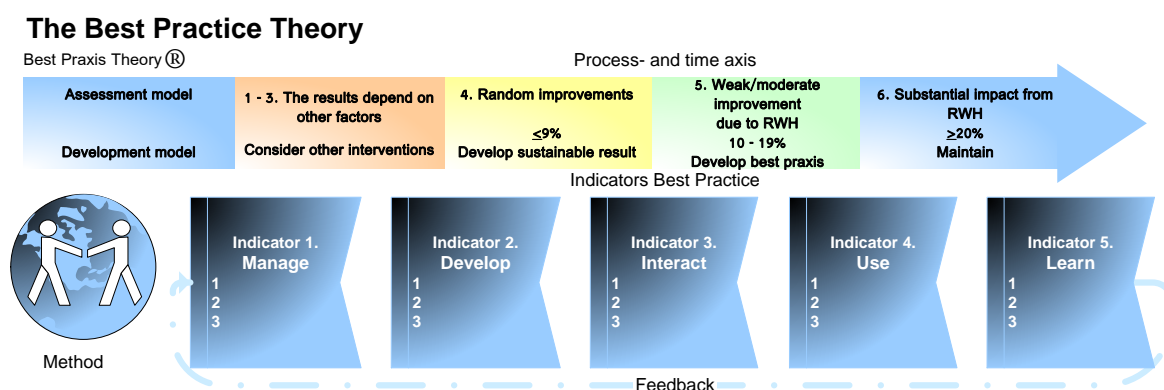 The Best Practice Theory
Best Praxis Theory ®
Process- and time axis
Assessment model
Development model
1 - 3. The results depend on
other factors
Consider other interventions
4. Random improvements
≤9%
Develop sustainable result
5. Weak/moderate
improvement
due to RWH
10 - 19%
Develop best praxis
6. Substantial impact from
RWH
≥20%
Maintain
Indicators Best Practice
Method
Indicator 1.
Manage
1
2
3
Indicator 2.
Develop
1
2
3
Indicator 3.
Interact
1
2
3
Indicator 4.
Use
1
2
3
Indicator 5.
Learn
1
2
3
Feedback